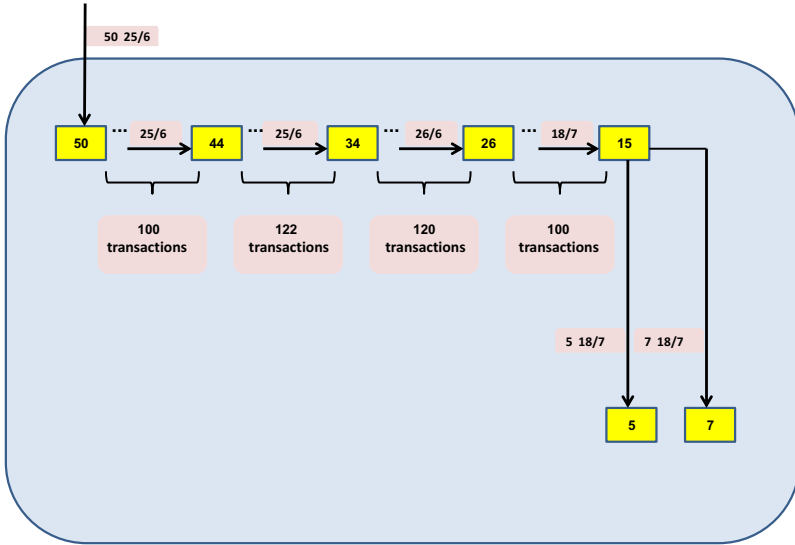 50 25/6
50 ... 25/6 44 ... 25/6 34 ... 26/6 26 ... 18/7 15
100
transactions
122
transactions
120
transactions
100
transactions
5 18/7
7 18/7
5
7